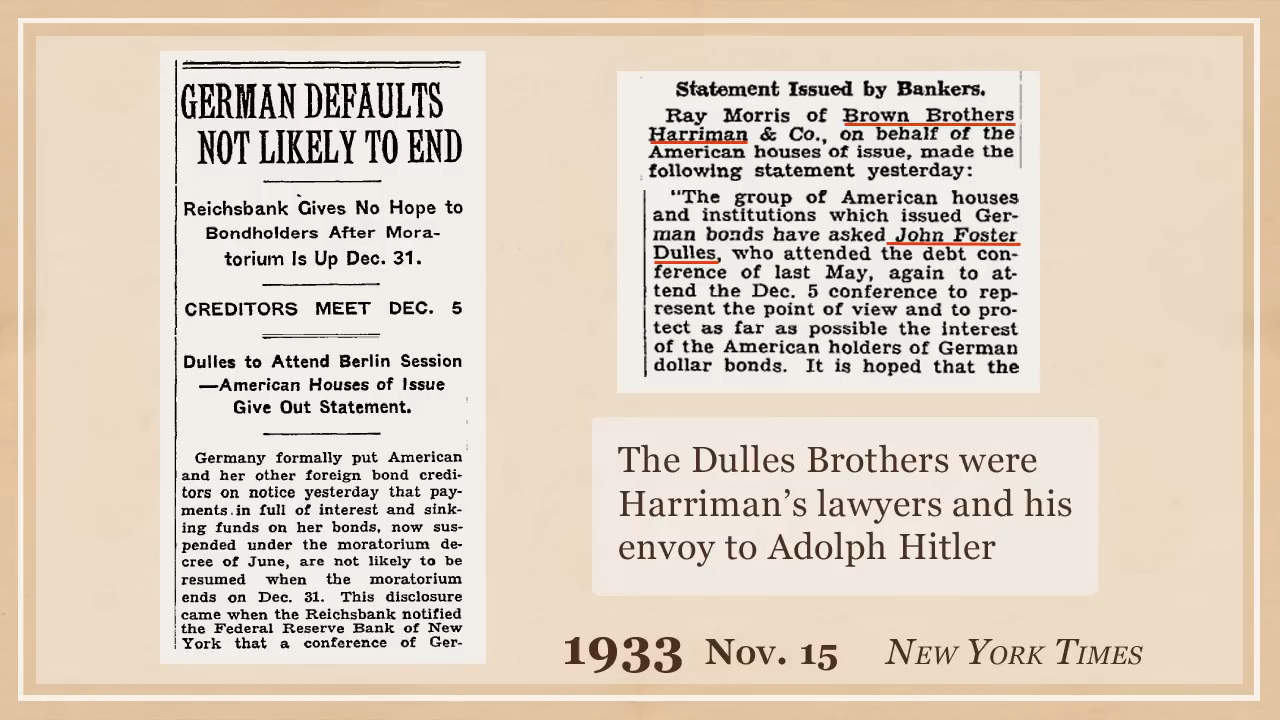 GERMAN DEFAULTS
NOT LIKELY TO END
Reichsbank Gives No Hope to
Bondholders After Mora-
torium Is Up Dec. 31.
CREDITORS MEET DEC. 5
Dulles to Attend Berlin Session
—American Houses of Issue
Give Out Statement.
Germany formally put American
and her other foreign bond credi-
tors on notice yesterday that pay-
ments in full of interest and sink-
ing funds on her bonds, now sus-
pended under the moratorium de-
cree of June, are not likely to be
resumed when the moratorium
ends on Dec. 31. This disclosure
came when the Reichsbank notified
the Federal Reserve Bank of New
York that a conference of Ger-
Statement Issued by Bankers.
Ray Morris of Brown Brothers
Harriman & Co., on behalf of the
American houses of issue, made the
following statement yesterday:
"The group of American houses
and institutions which issued Ger-
man bonds have asked John Foster
Dulles, who attended the debt con-
ference of last May, again to at-
tend the Dec. 5 conference to rep-
resent the point of view and to pro-
tect as far as possible the interest
of the American holders of German
dollar bonds. It is hoped that the
The Dulles Brothers were
Harriman's lawyers and his
envoy to Adolph Hitler
1933 Nov. 15 New York Times